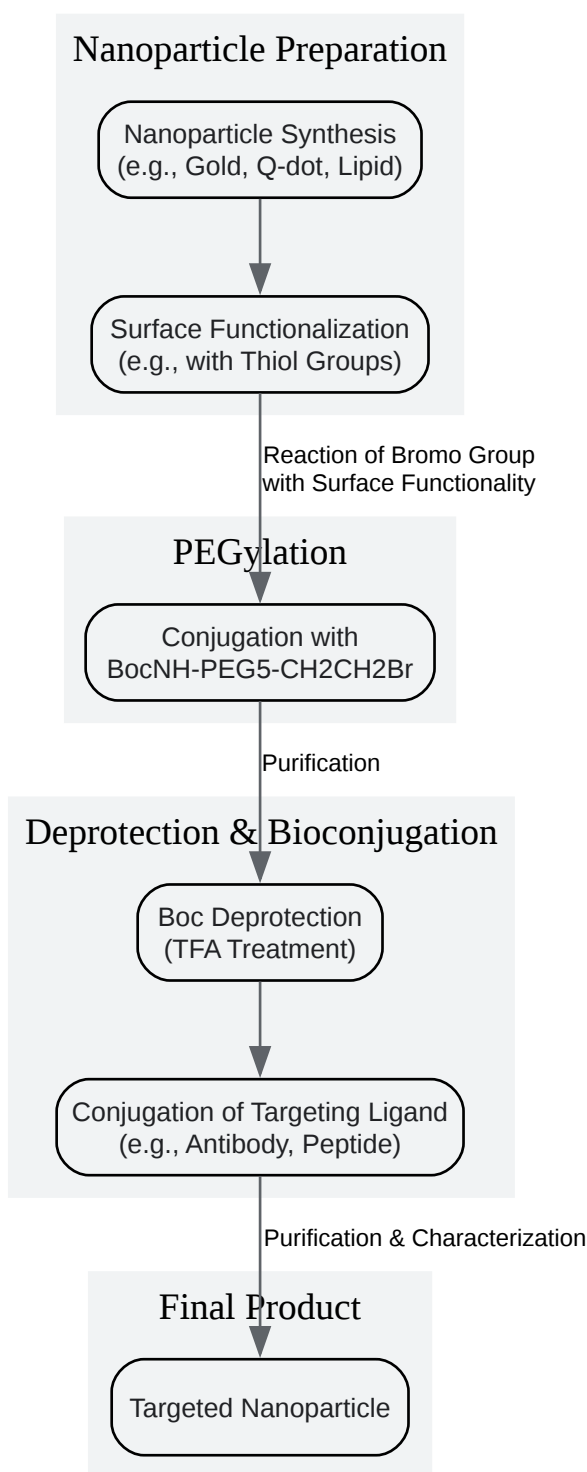 Nanoparticle Preparation
Nanoparticle Synthesis
(e.g., Gold, Q-dot, Lipid)
Surface Functionalization
(e.g., with Thiol Groups)
Reaction of Bromo Group
with Surface Functionality
PEGylation
Conjugation with
BocNH-PEG5-CH2CH2Br
Purification
Deprotection & Bioconjugation
Boc Deprotection
(TFA Treatment)
Conjugation of Targeting Ligand
(e.g., Antibody, Peptide)
Purification & Characterization
Final Product
Targeted Nanoparticle